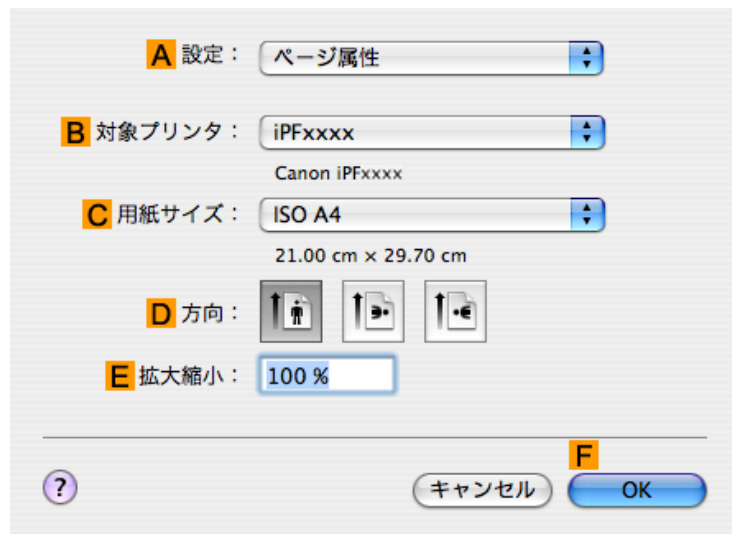 A 設定： ページ属性
B 対象プリンタ： iPFxxxx
Canon iPFxxxx
C 用紙サイズ： ISO A4
21.00 cm × 29.70 cm
D 方向：
E 拡大縮小： 100 %
F
? キャンセル OK